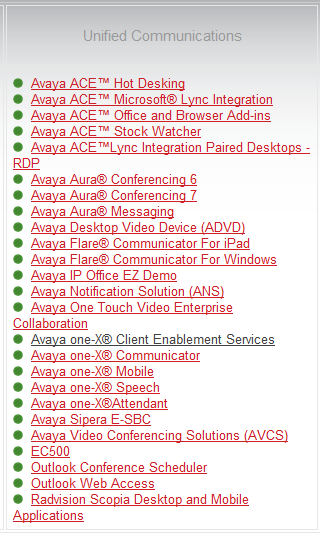 Unified Communications
Avaya ACE™ Hot Desking
Avaya ACE™ Microsoft® Lync Integration
Avaya ACE™ Office and Browser Add-ins
Avaya ACE™ Stock Watcher
Avaya ACE™Lync Integration Paired Desktops -
RDP
Avaya Aura® Conferencing 6
Avaya Aura® Conferencing 7
Avaya Aura® Messaging
Avaya Desktop Video Device (ADVD)
Avaya Flare® Communicator For iPad
Avaya Flare® Communicator For Windows
Avaya IP Office EZ Demo
Avaya Notification Solution (ANS)
Avaya One Touch Video Enterprise
Collaboration
Avaya one-X® Client Enablement Services
Avaya one-X® Communicator
Avaya one-X® Mobile
Avaya one-X® Speech
Avaya one-X®Attendant
Avaya Sipera E-SBC
Avaya Video Conferencing Solutions (AVCS)
EC500
Outlook Conference Scheduler
Outlook Web Access
Radvision Scopia Desktop and Mobile
Applications